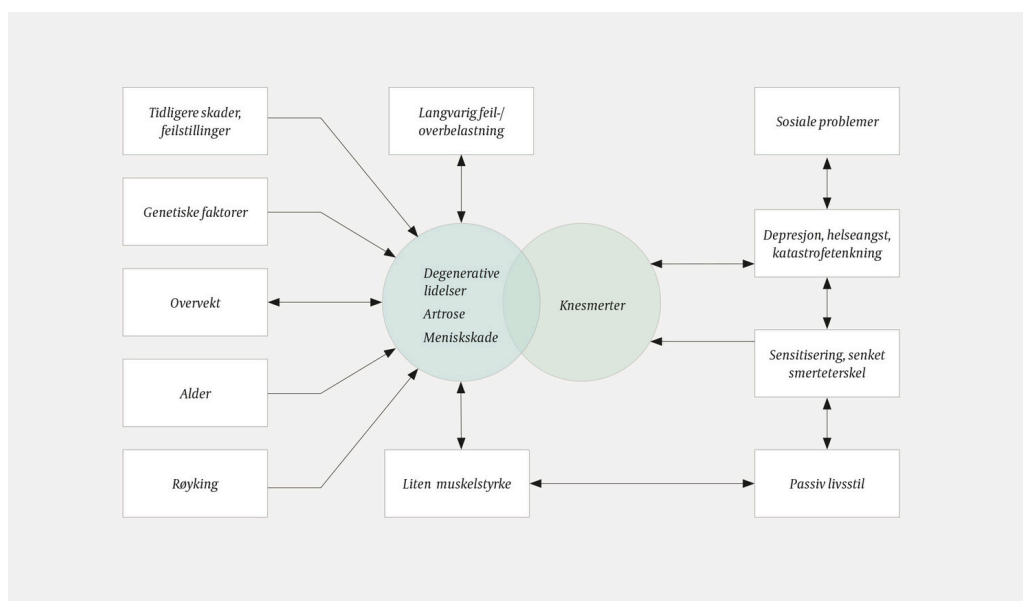 Tidligere skader,
feilstillinger
Genetiske faktorer
Overvekt
Alder
Røyking
Langvarig feil-/
overbelastning
Degenerative
lidelser
Artrose
Meniskskade
Knesmerter
Liten muskelstyrke
Sosiale problemer
Depresjon, helseangst,
katastrofetenkning
Sensitisering, senket
smerteterskel
Passiv livsstil